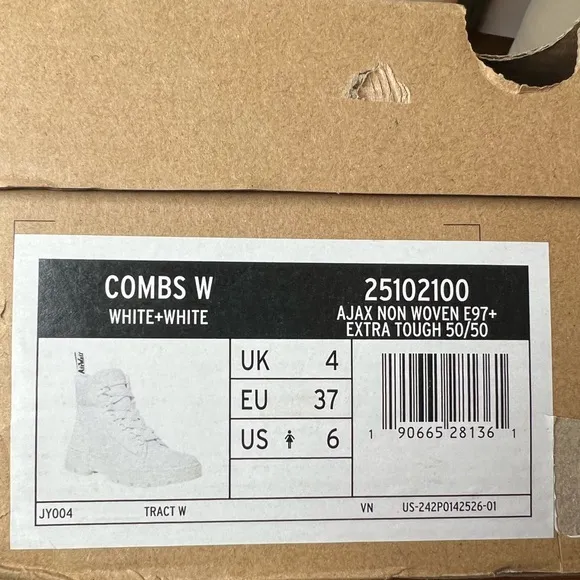 COMBS W
WHITE+WHITE
25102100
AJAX NON WOVEN E97+
EXTRA TOUGH 50/50
AirWair
UK 4
EU 37
US 6
1 90665 28136 1
JY004 TRACT W VN US-242P0142526-01